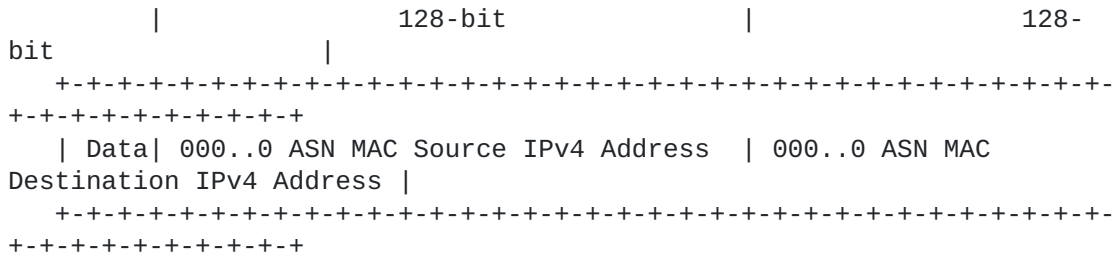 |                128-bit                |                 128-
bit                |
+-+-+-+-+-+-+-+-+-+-+-+-+-+-+-+-+-+-+-+-+-+-+-+-+-+-+-+-+-+-+-+-+-+-
+-+-+-+-+-+-+-+-+-+
| Data| 000..0 ASN MAC Source IPv4 Address  | 000..0 ASN MAC
Destination IPv4 Address |
+-+-+-+-+-+-+-+-+-+-+-+-+-+-+-+-+-+-+-+-+-+-+-+-+-+-+-+-+-+-+-+-+-+-
+-+-+-+-+-+-+-+-+-+